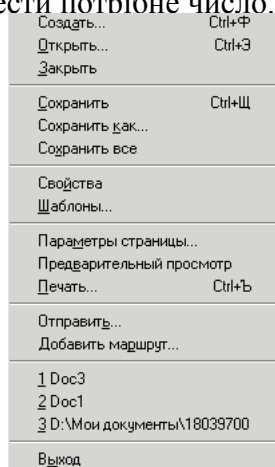 ести потрібне число.
Создать... Ctrl+Ф
Открыть... Ctrl+Э
Закрыть
Сохранить Ctrl+Щ
Сохранить как...
Сохранить все
Свойства
Шаблоны...
Параметры страницы...
Предварительный просмотр
Печать... Ctrl+Ъ
Отправить...
Добавить маршрут...
1 Doc3
2 Doc1
3 D:\Мои документы\18039700
Выход